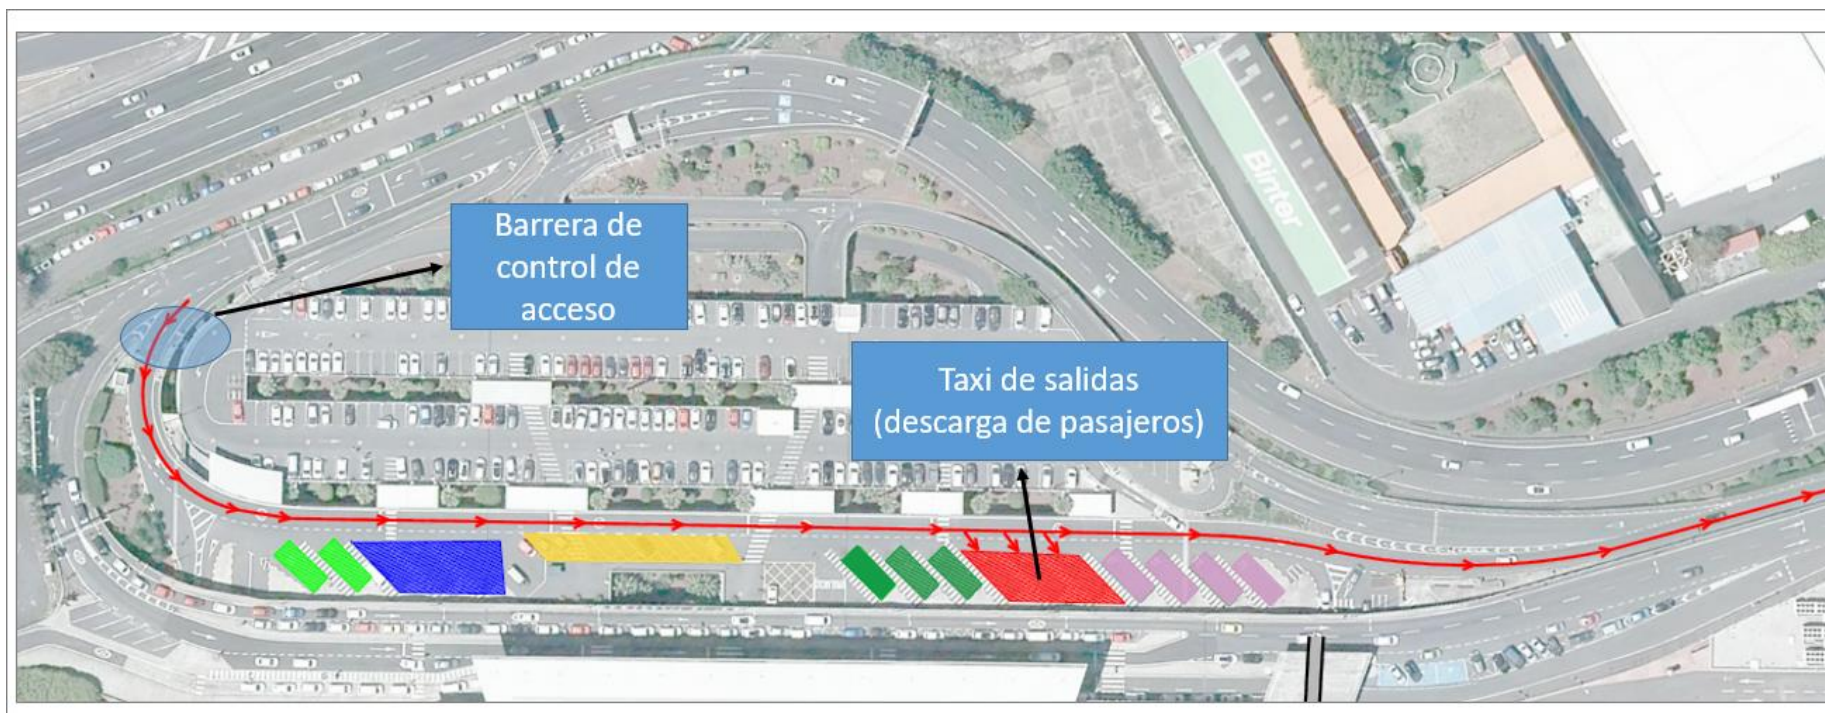 Binter
Barrera de
control de
acceso
Taxi de salidas
(descarga de pasajeros)